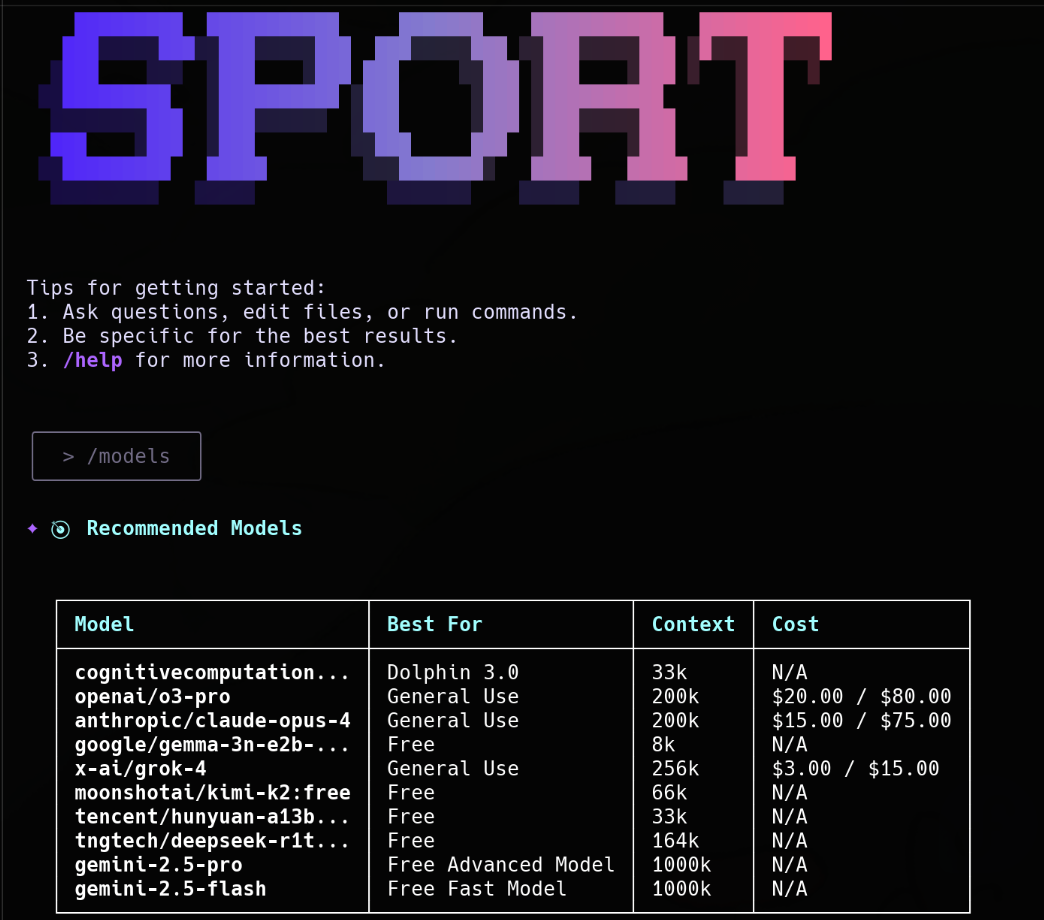 SPORT
Tips for getting started:
1. Ask questions, edit files, or run commands.
2. Be specific for the best results.
3. /help for more information.
> /models
Recommended Models
Model Best For Context Cost
cognitivecomputation... Dolphin 3.0 33k N/A
openai/o3-pro General Use 200k $20.00 / $80.00
anthropic/claude-opus-4 General Use 200k $15.00 / $75.00
google/gemma-3n-e2b-... Free 8k N/A
x-ai/grok-4 General Use 256k $3.00 / $15.00
moonshotai/kimi-k2:free Free 66k N/A
tencent/hunyuan-a13b... Free 33k N/A
tngtech/deepseek-r1t... Free 164k N/A
gemini-2.5-pro Free Advanced Model 1000k N/A
gemini-2.5-flash Free Fast Model 1000k N/A